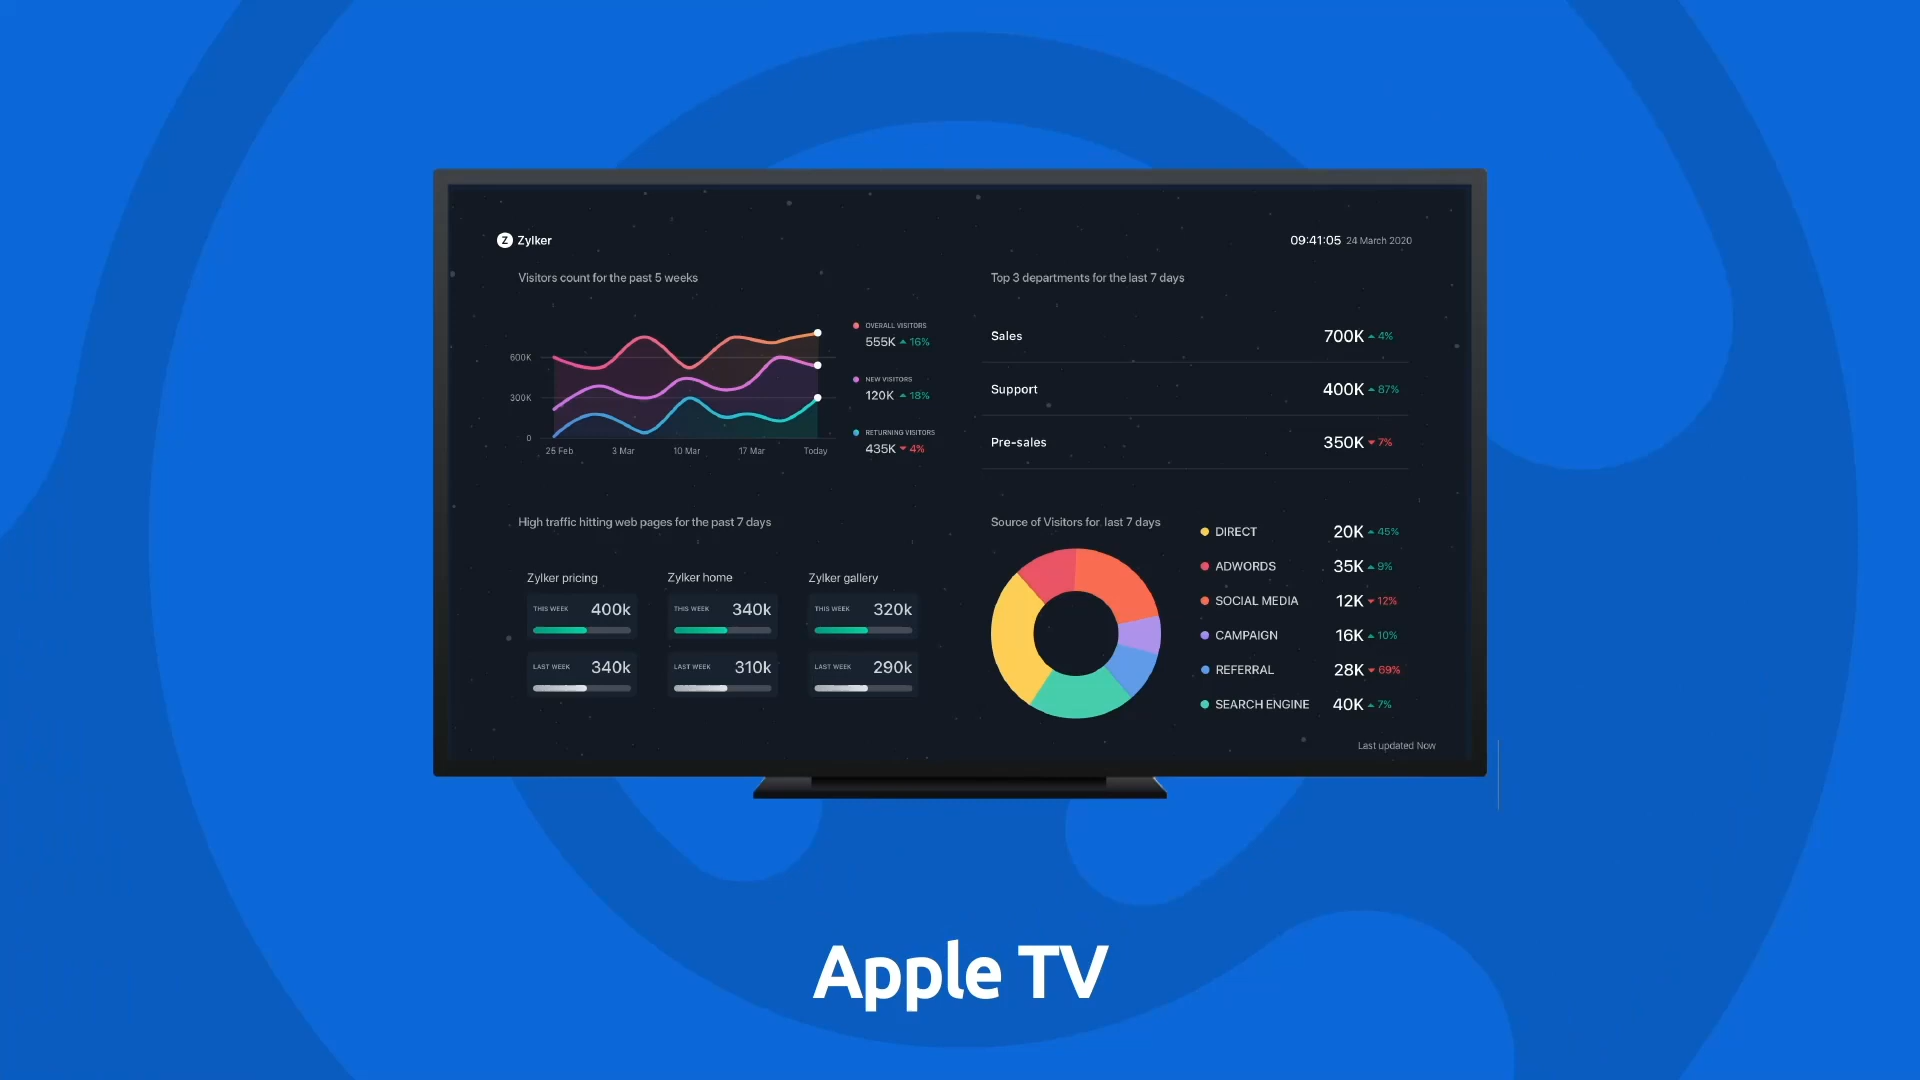 Z Zylker
09:41:05 24 March 2020
Visitors count for the past 5 weeks
600K
300K
0
26 Feb 3 Mar 10 Mar 17 Mar Today
OVERALL VISITORS
555K 16%
NEW VISITORS
120K 18%
RETURNING VISITORS
435K 4%
Top 3 departments for the last 7 days
Sales 700K 4%
Support 400K 87%
Pre-sales 350K 7%
High traffic hitting web pages for the past 7 days
Zylker pricing
THIS WEEK 400k
LAST WEEK 340k
Zylker home
THIS WEEK 340k
LAST WEEK 310k
Zylker gallery
THIS WEEK 320k
LAST WEEK 290k
Source of Visitors for last 7 days
DIRECT 20K 45%
ADWORDS 35K 9%
SOCIAL MEDIA 12K 12%
CAMPAIGN 16K 10%
REFERRAL 28K 69%
SEARCH ENGINE 40K 7%
Last updated Now
Apple TV